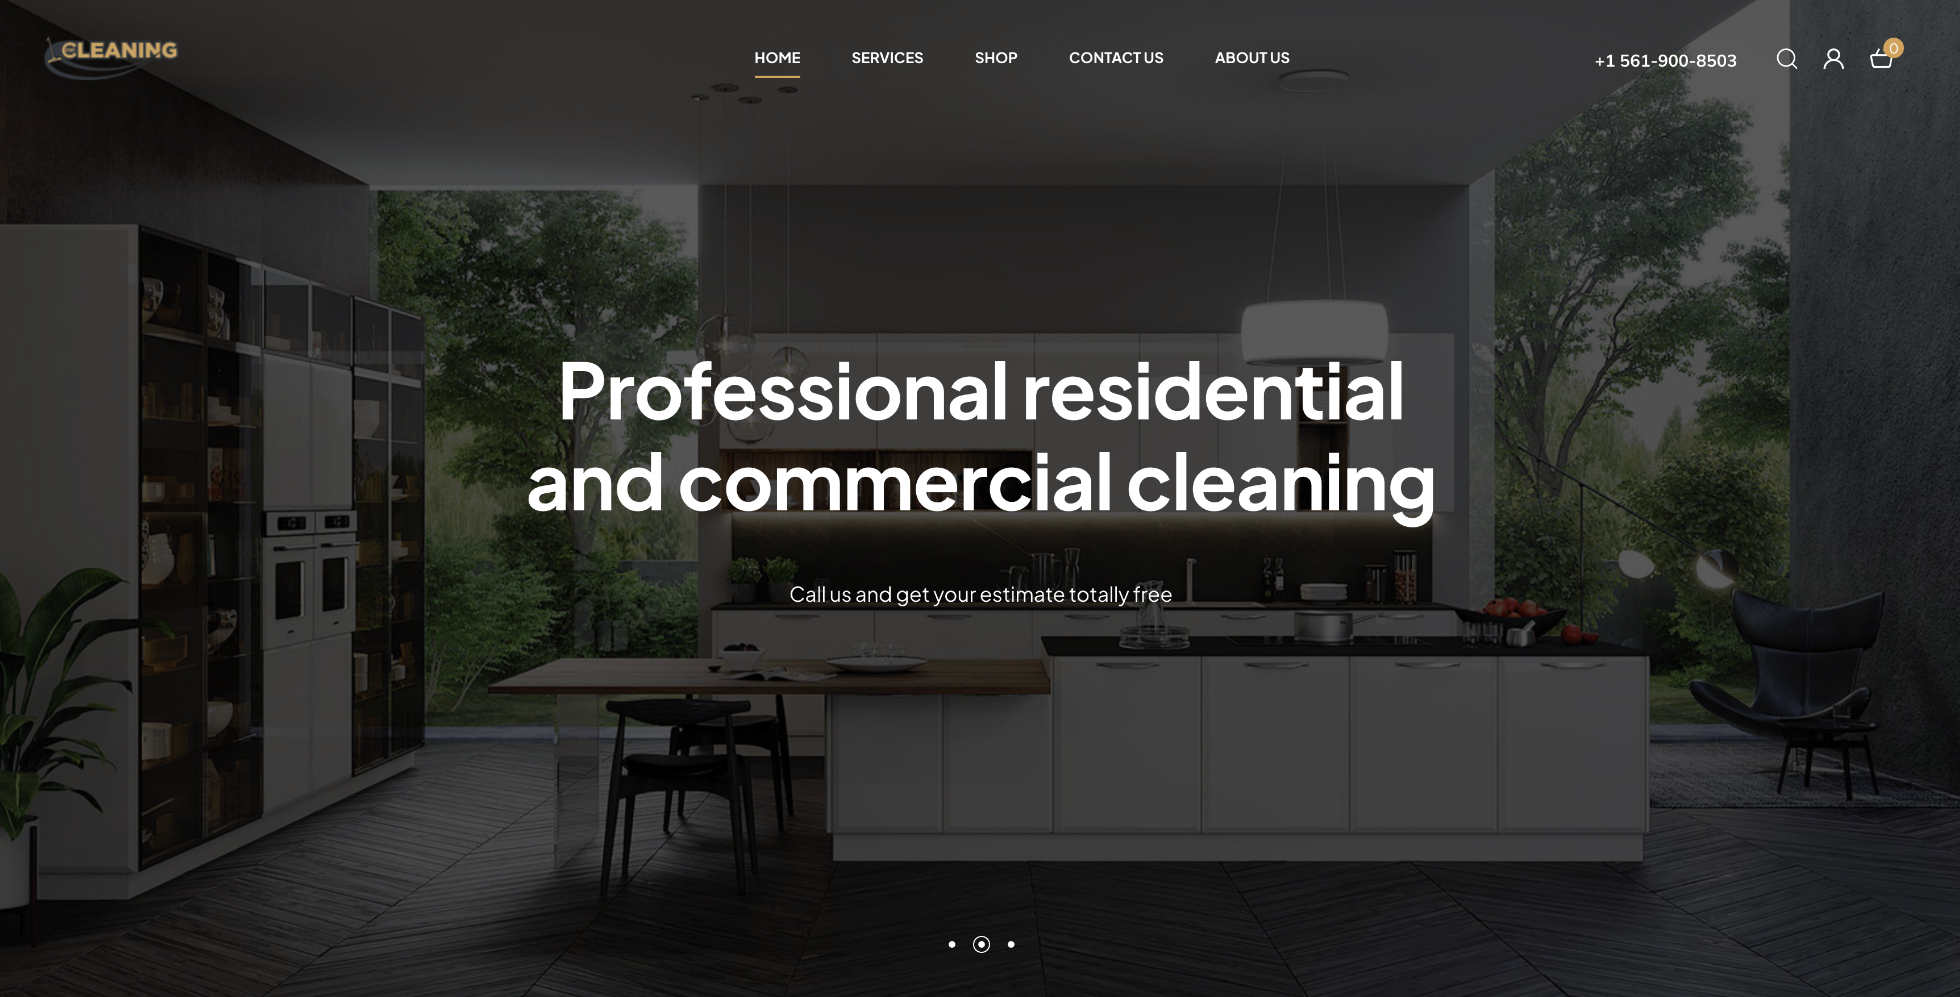 CLEANING
HOME SERVICES SHOP CONTACT US ABOUT US
+1 561-900-8503
0
Professional residential
and commercial cleaning
Call us and get your estimate totally free